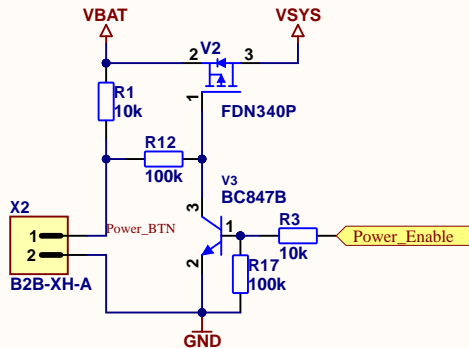 VBAT
VSYS
2
V2
3
R1
10k
1
FDN340P
R12
100k
V3
BC847B
X2
3
1
Power_BTN
1
R3
Power_Enable
2
2
R17
10k
B2B-XH-A
100k
GND